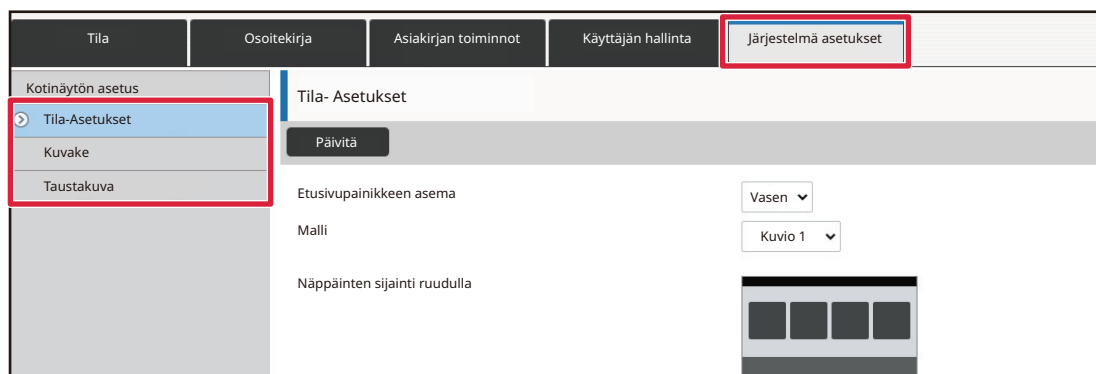 Tila
Osoitekirja
Asiakirjan toiminnot
Käyttäjän hallinta
Järjestelmä asetukset
Kotinäytön asetus
Tila-Asetukset
Kuvake
Taustakuva
Tila- Asetukset
Päivitä
Etusivupainikkeen asema
Vasen
Malli
Kuvio 1
Näppäinten sijainti ruudulla